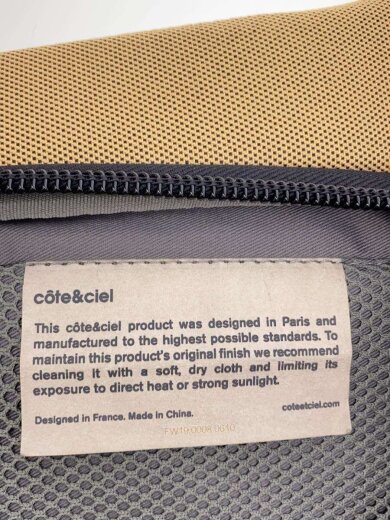 côte&ciel
This côte&ciel product was designed in Paris and
manufactured to the highest possible standards. To
maintain this product's original finish we recommend
cleaning it with a soft, dry cloth and limiting its
exposure to direct heat or strong sunlight.
Designed in France. Made in China. coteetciel.com